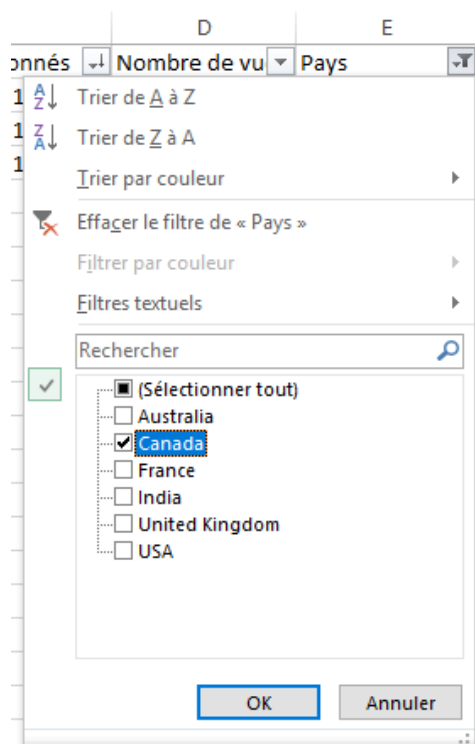 D E
onnés Nombre de vu Pays
1 Trier de A à Z
1 Trier de Z à A
1
Trier par couleur
Effacer le filtre de « Pays »
Filtrer par couleur
Filtres textuels
Rechercher
(Sélectionner tout)
Australia
Canada
France
India
United Kingdom
USA
OK Annuler